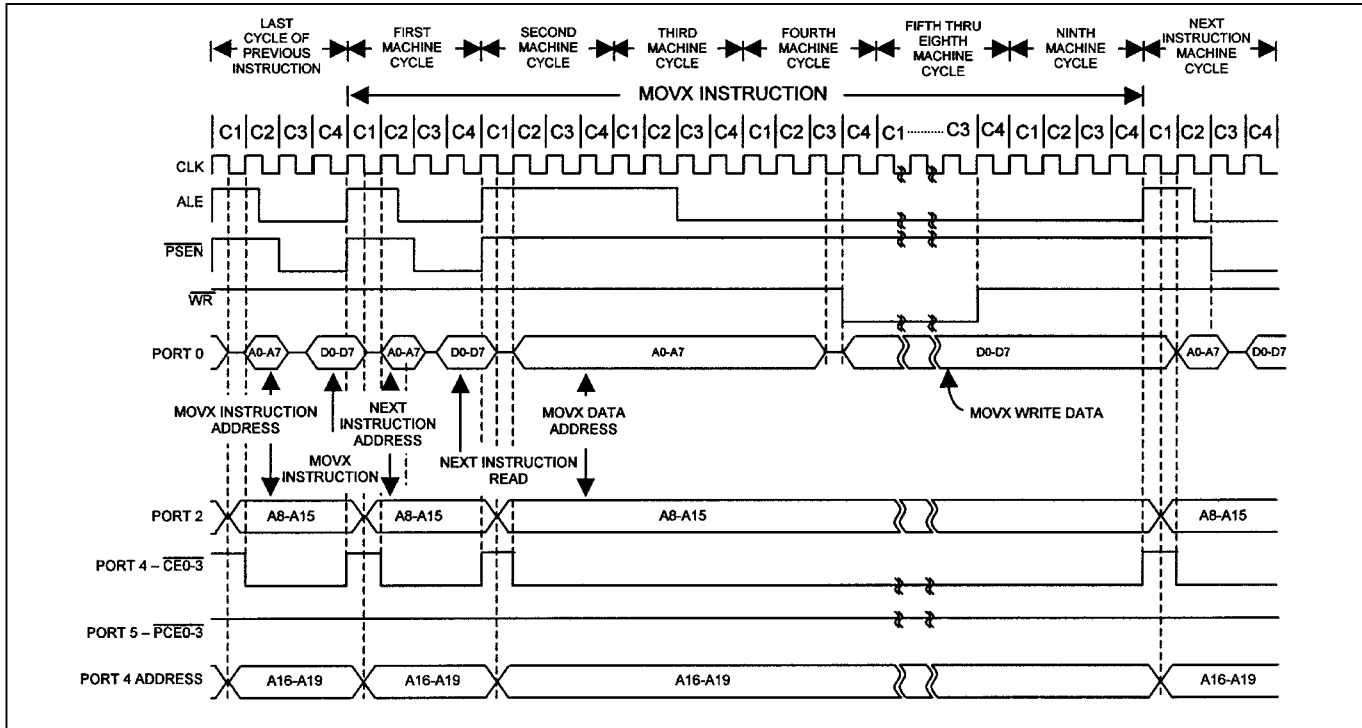 LAST
CYCLE OF
PREVIOUS
INSTRUCTION
FIRST
MACHINE
CYCLE
SECOND
MACHINE
CYCLE
THIRD
MACHINE
CYCLE
FOURTH
MACHINE
CYCLE
FIFTH THRU
EIGHTH
MACHINE
CYCLE
NINTH
MACHINE
CYCLE
NEXT
INSTRUCTION
MACHINE
CYCLE
MOVX INSTRUCTION
C1 C2 C3 C4 C1 C2 C3 C4 C1 C2 C3 C4 C1 C2 C3 C4 C1 C2 C3 C4 C1 ........ C3 C4 C1 C2 C3 C4 C1 C2 C3 C4
CLK
ALE
PSEN
WR
PORT 0 A0-A7 D0-D7 A0-A7 D0-D7 A0-A7 D0-D7 A0-A7 D0-D7
MOVX INSTRUCTION
ADDRESS
MOVX
INSTRUCTION
NEXT
INSTRUCTION
ADDRESS
NEXT INSTRUCTION
READ
MOVX DATA
ADDRESS
MOVX WRITE DATA
PORT 2 A8-A15 A8-A15 A8-A15 A8-A15
PORT 4 – CE0-3
PORT 5 – PCE0-3
PORT 4 ADDRESS A16-A19 A16-A19 A16-A19 A16-A19